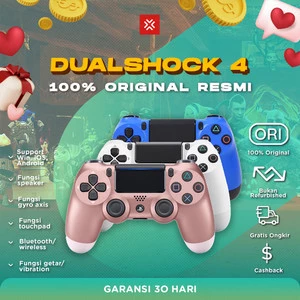 DUALSHOCK 4
100% ORIGINAL RESMI
Support
Win, iOS,
Android
Fungsi
speaker
Fungsi
gyro axis
Fungsi
touchpad
Bluetooth/
wireless
Fungsi getar/
vibration
ORI
100% Original
Bukan
Refurbished
Gratis Ongkir
$
Cashback
GARANSI 30 HARI